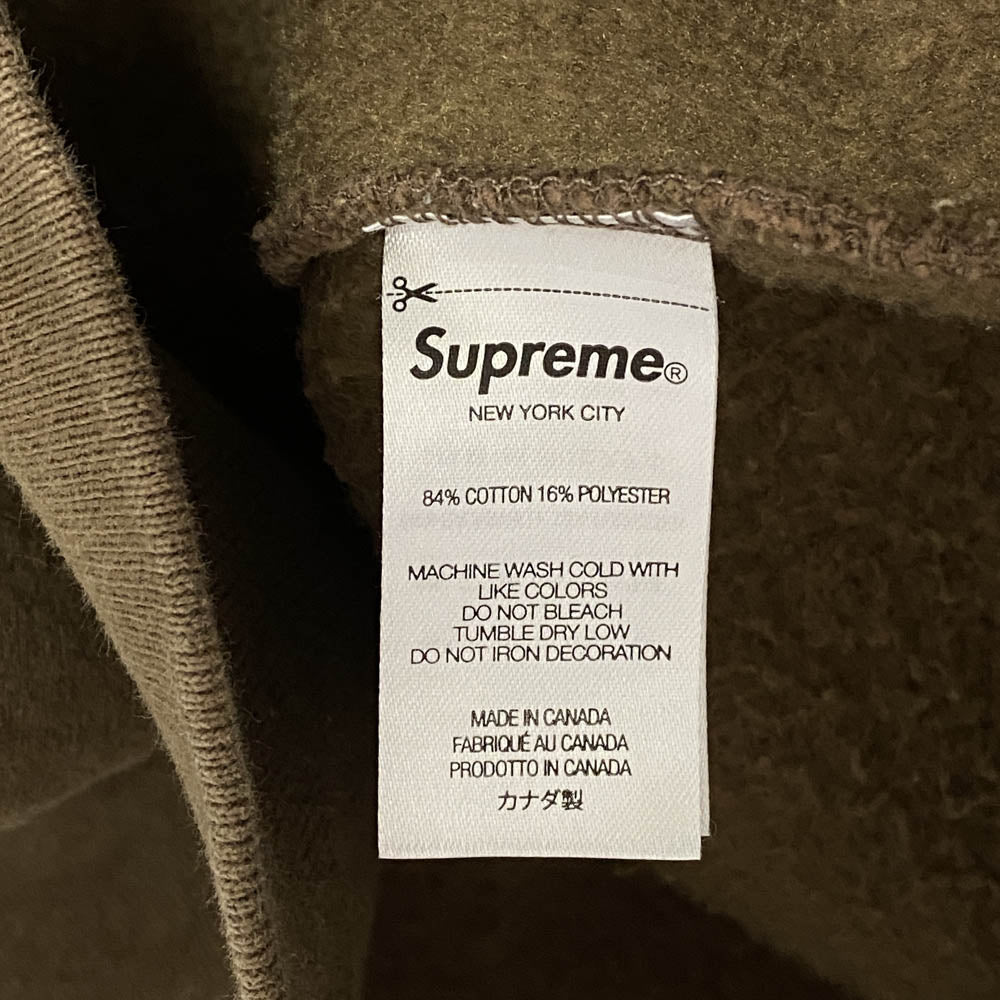 Supreme®
NEW YORK CITY
84% COTTON 16% POLYESTER
MACHINE WASH COLD WITH
LIKE COLORS
DO NOT BLEACH
TUMBLE DRY LOW
DO NOT IRON DECORATION
MADE IN CANADA
FABRIQUÉ AU CANADA
PRODOTTO IN CANADA
カナダ製